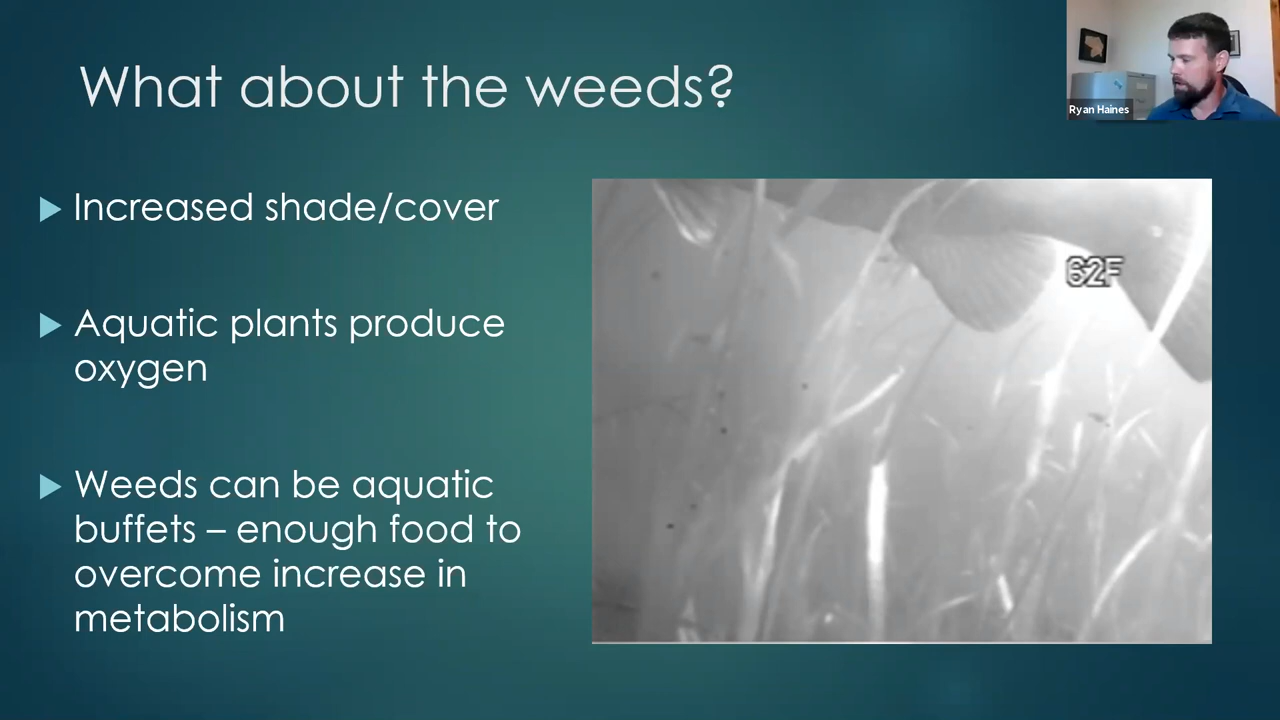 What about the weeds?
Ryan Haines
Increased shade/cover
Aquatic plants produce
oxygen
Weeds can be aquatic
buffets – enough food to
overcome increase in
metabolism
62F